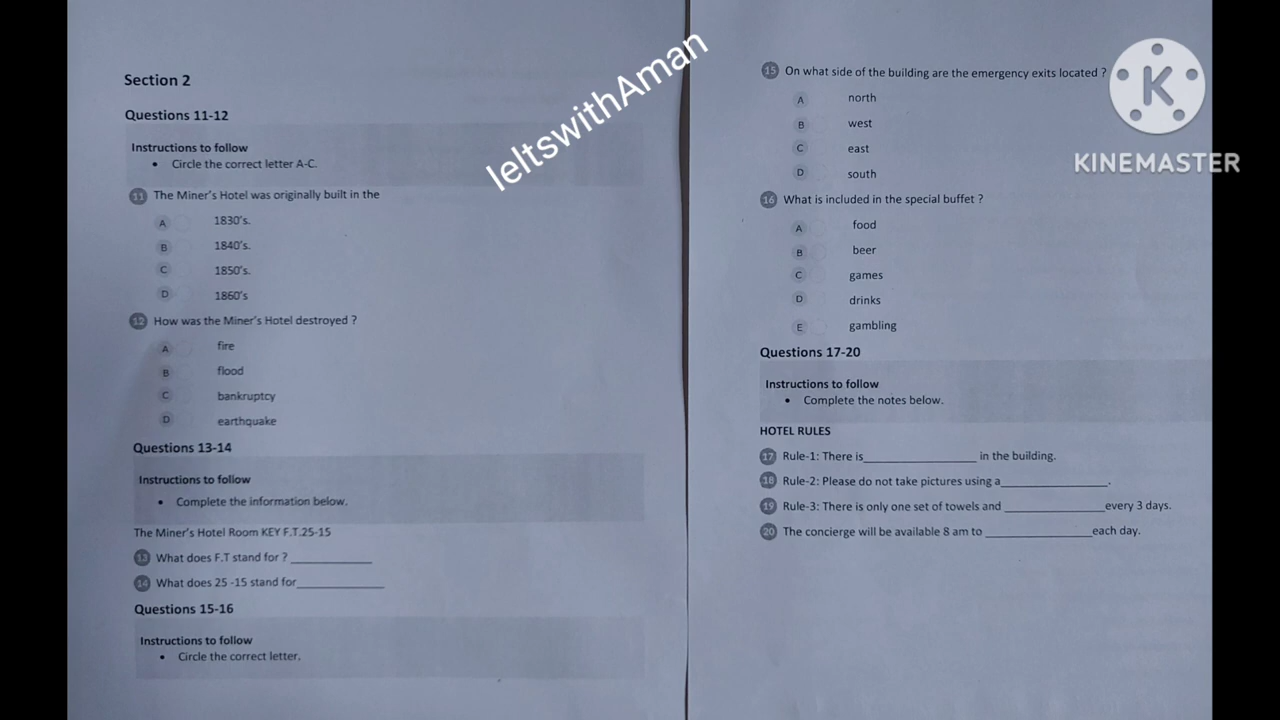 Section 2
Questions 11-12
Instructions to follow
• Circle the correct letter A-C.
11 The Miner's Hotel was originally built in the
A 1830's.
B 1840's.
C 1850's.
D 1860's
12 How was the Miner's Hotel destroyed ?
A fire
B flood
C bankruptcy
D earthquake
Questions 13-14
Instructions to follow
• Complete the information below.
The Miner's Hotel Room KEY F.T.25-15
13 What does F.T stand for ? ____________
14 What does 25 -15 stand for_____________
Questions 15-16
Instructions to follow
• Circle the correct letter.
IeltswithAman
15 On what side of the building are the emergency exits located ?
A north
B west
C east
D south
16 What is included in the special buffet ?
A food
B beer
C games
D drinks
E gambling
Questions 17-20
Instructions to follow
• Complete the notes below.
HOTEL RULES
17 Rule-1: There is_________________ in the building.
18 Rule-2: Please do not take pictures using a________________.
19 Rule-3: There is only one set of towels and _______________every 3 days.
20 The concierge will be available 8 am to ________________each day.
K
KINEMASTER